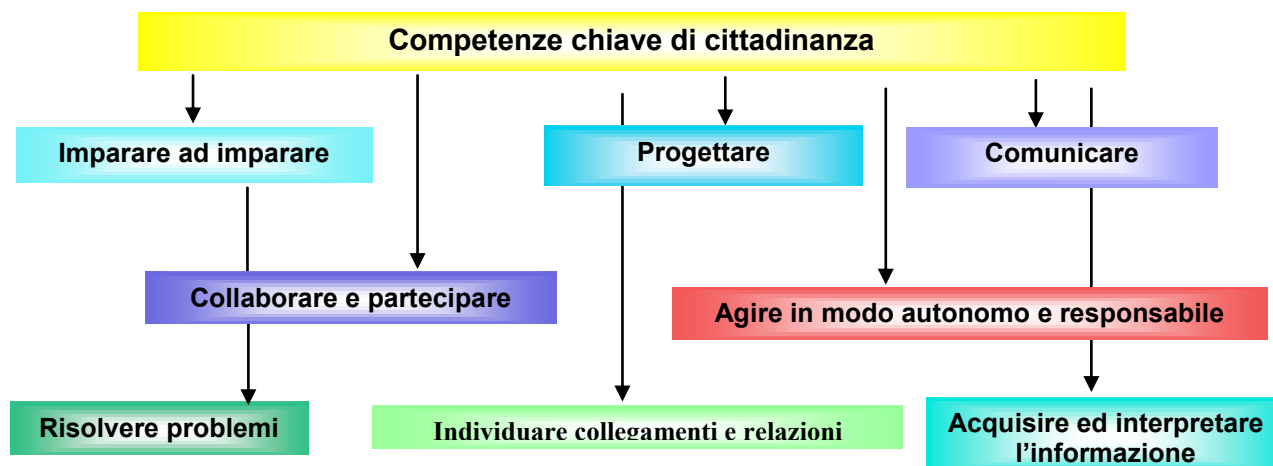 Competenze chiave di cittadinanza
Imparare ad imparare
Progettare
Comunicare
Collaborare e partecipare
Agire in modo autonomo e responsabile
Risolvere problemi
Individuare collegamenti e relazioni
Acquisire ed interpretare
l’informazione